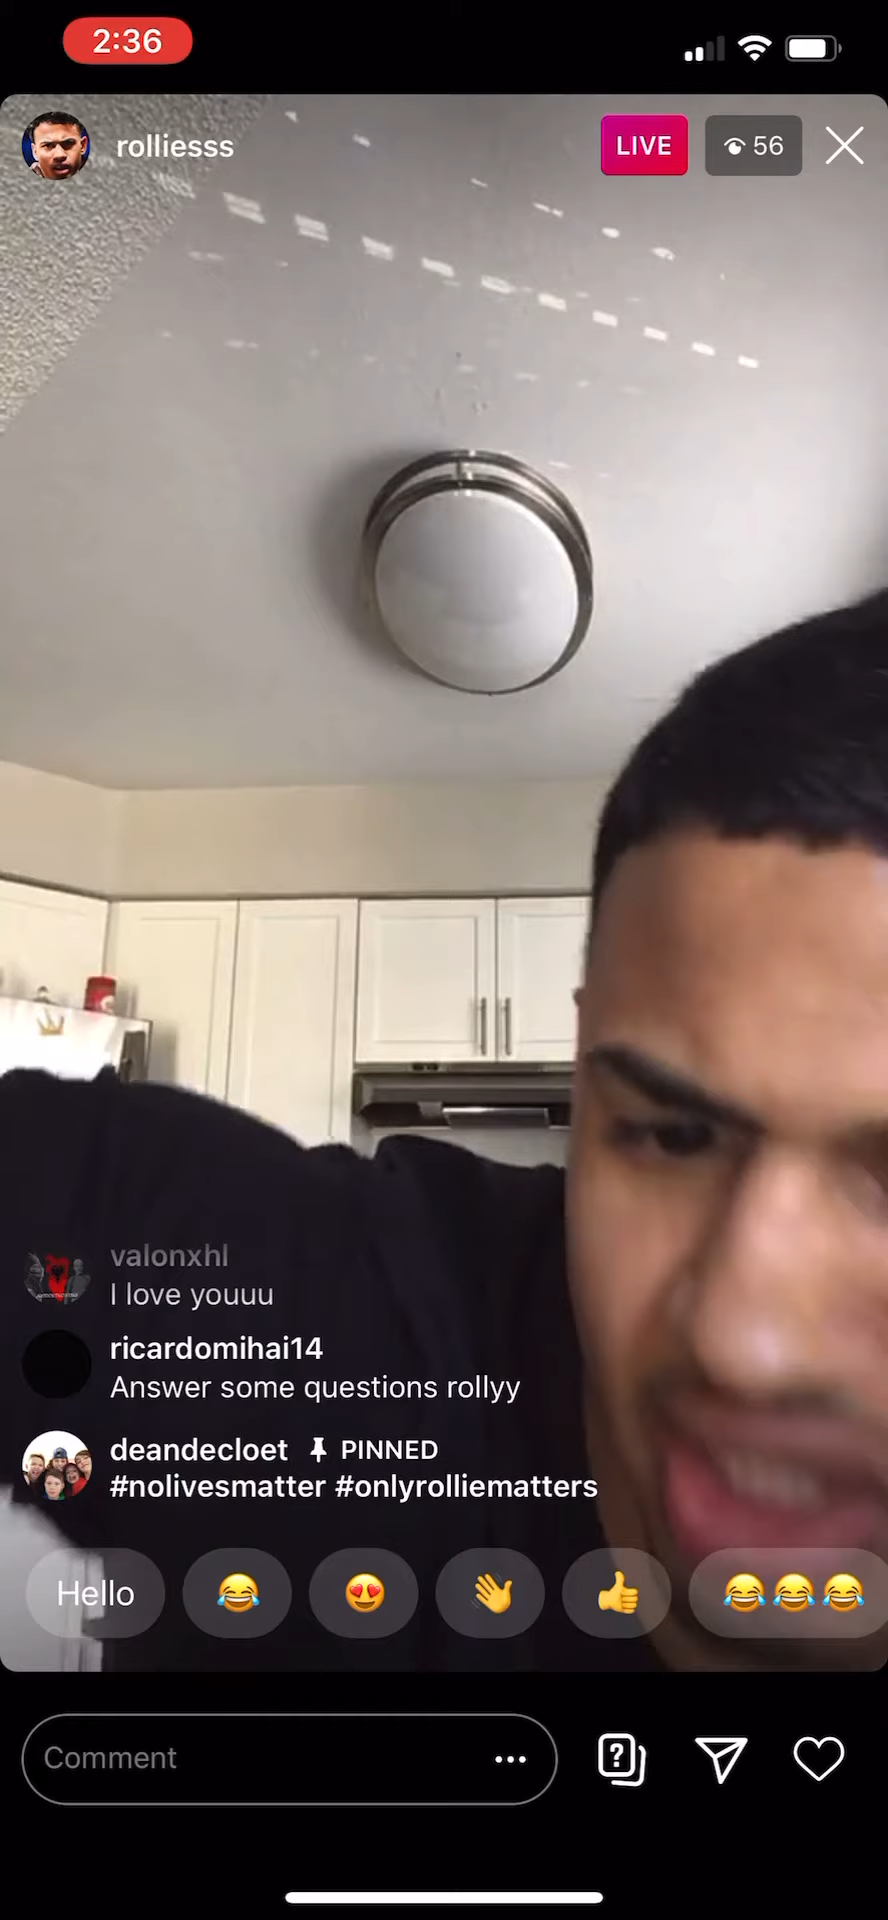 2:36
rolliesss
LIVE
56
valonxhl
I love youuu
ricardomihai14
Answer some questions rollyy
deandecloet PINNED
#nolivesmatter #onlyrolliematters
Hello
Comment